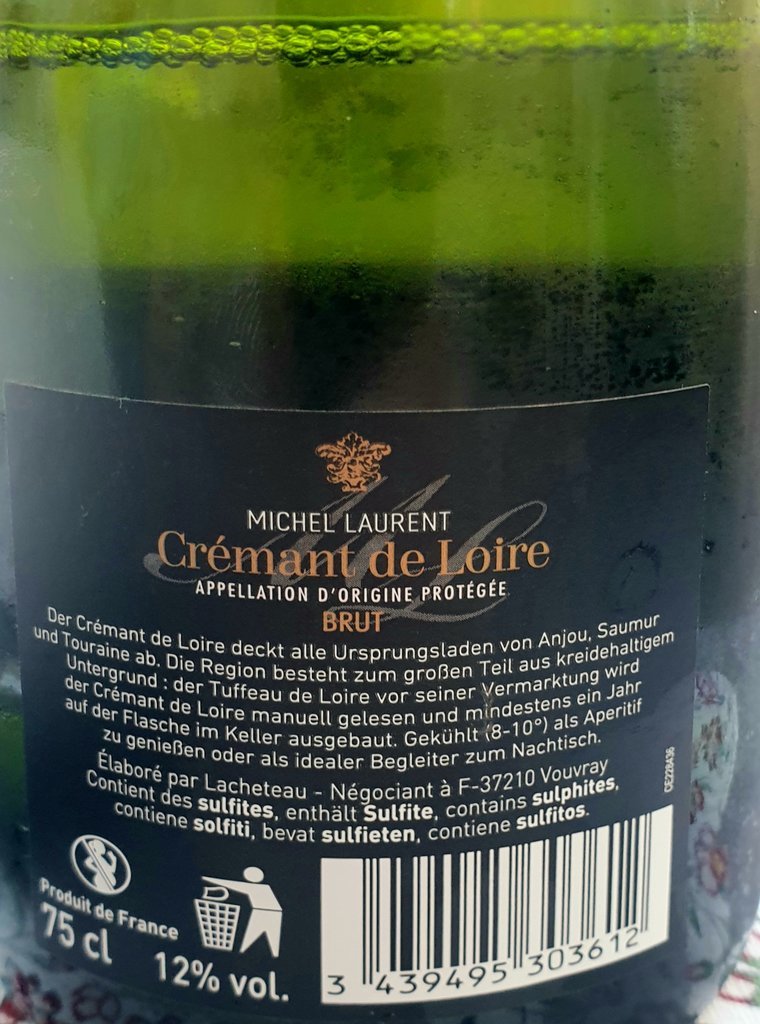 MICHEL LAURENT
Crémant de Loire
APPELLATION D'ORIGINE PROTÉGÉE
BRUT
Der Crémant de Loire deckt alle Ursprungsladen von Anjou, Saumur
und Touraine ab. Die Region besteht zum großen Teil aus kreidehaltigem
Untergrund : der Tuffeau de Loire vor seiner Vermarktung wird
der Crémant de Loire manuell gelesen und mindestens ein Jahr
auf der Flasche im Keller ausgebaut. Gekühlt (8-10°) als Aperitif
zu genießen oder als idealer Begleiter zum Nachtisch.
Élaboré par Lacheteau - Négociant à F-37210 Vouvray
Contient des sulfites, enthält Sulfite, contains sulphites,
contiene solfiti, bevat sulfieten, contiene sulfitos.
CE228436
Produit de France
75 cl
12% vol.
3 439495 303612
ML